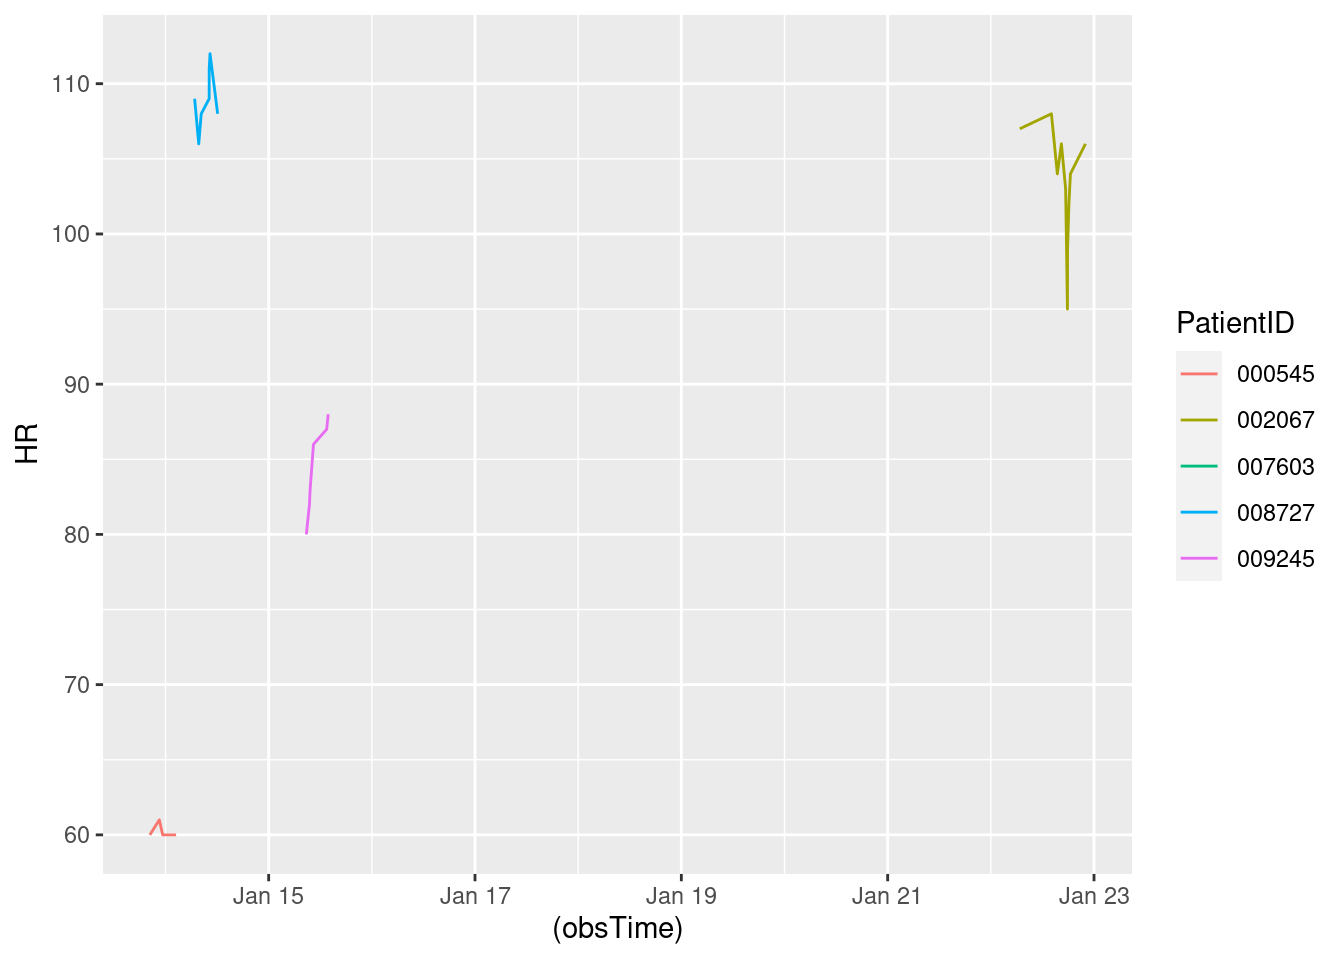 110
100
90
80
70
60
HR
Jan 15
Jan 17
Jan 19
Jan 21
Jan 23
(obsTime)
PatientID
000545
002067
007603
008727
009245